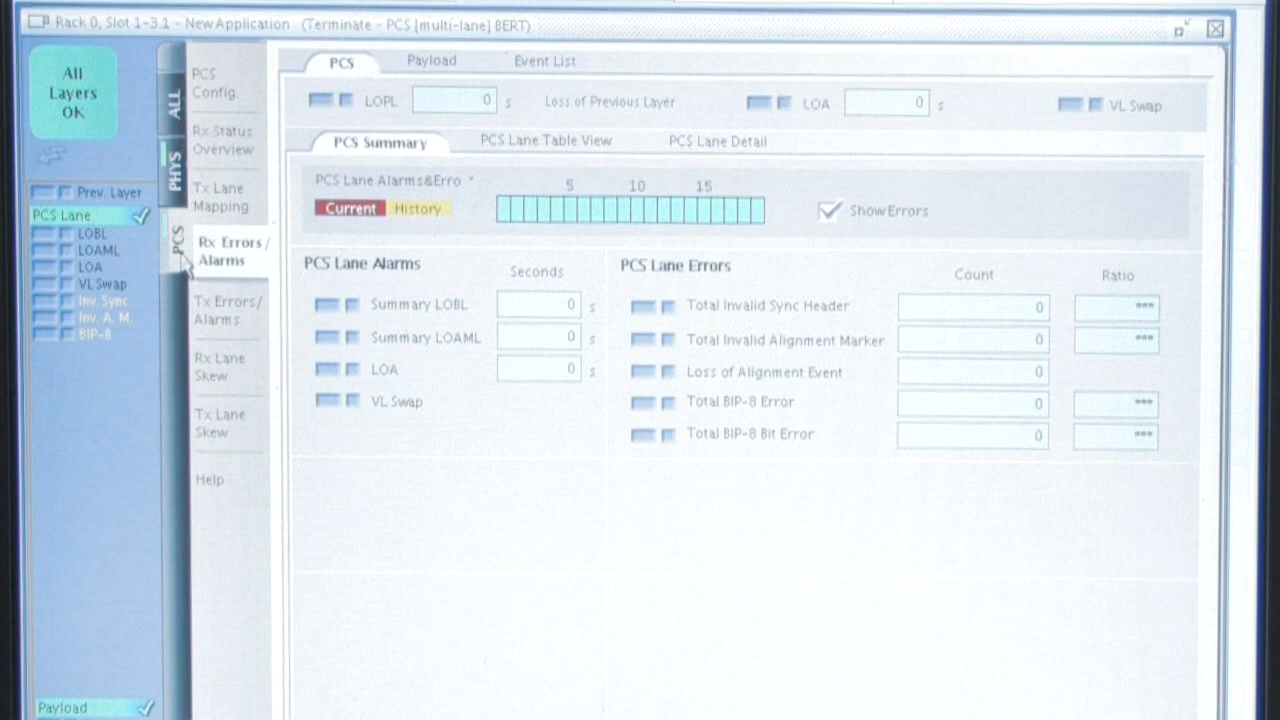 Rack 0, Slot 1-3.1 - NewApplication (Terminate - PCS [multi-lane] BERT)
All
Layers
OK
Prev. Layer
PCS Lane
LOBL
LOAML
LOA
VL Swap
Inv. Sync
Inv. A. M.
BIP-8
Payload
ALL
PHYS
PCS
PCS
Config.
Rx Status
Overview
Tx Lane
Mapping
Rx Errors/
Alarms
Tx Errors/
Alarms
Rx Lane
Skew
Tx Lane
Skew
Help
PCS Payload Event List
LOPL 0 s Loss of Previous Layer LOA 0 s VL Swap
PCS Summary PCS Lane Table View PCS Lane Detail
PCS Lane Alarms&Erro 5 10 15
Current History Show Errors
PCS Lane Alarms Seconds
Summary LOBL 0 s
Summary LOAML 0 s
LOA 0 s
VL Swap
PCS Lane Errors Count Ratio
Total Invalid Sync Header 0 ***
Total Invalid Alignment Marker 0 ***
Loss of Alignment Event 0
Total BIP-8 Error 0 ***
Total BIP-8 Bit Error 0 ***